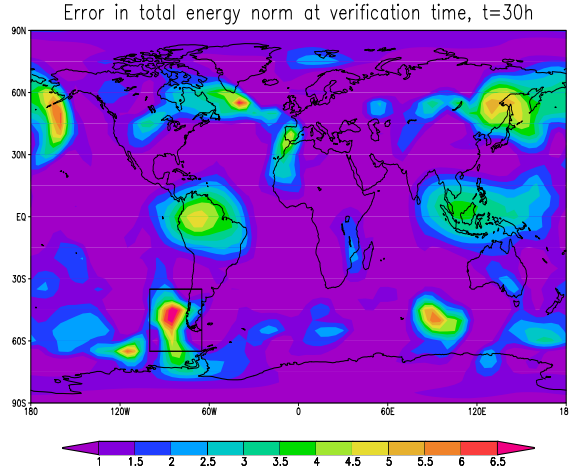 Error in total energy norm at verification time, t=30h
90N
60N
30N
EQ
30S
60S
90S
180 120W 60W 0 60E 120E 180
1 1.5 2 2.5 3 3.5 4 4.5 5 5.5 6 6.5